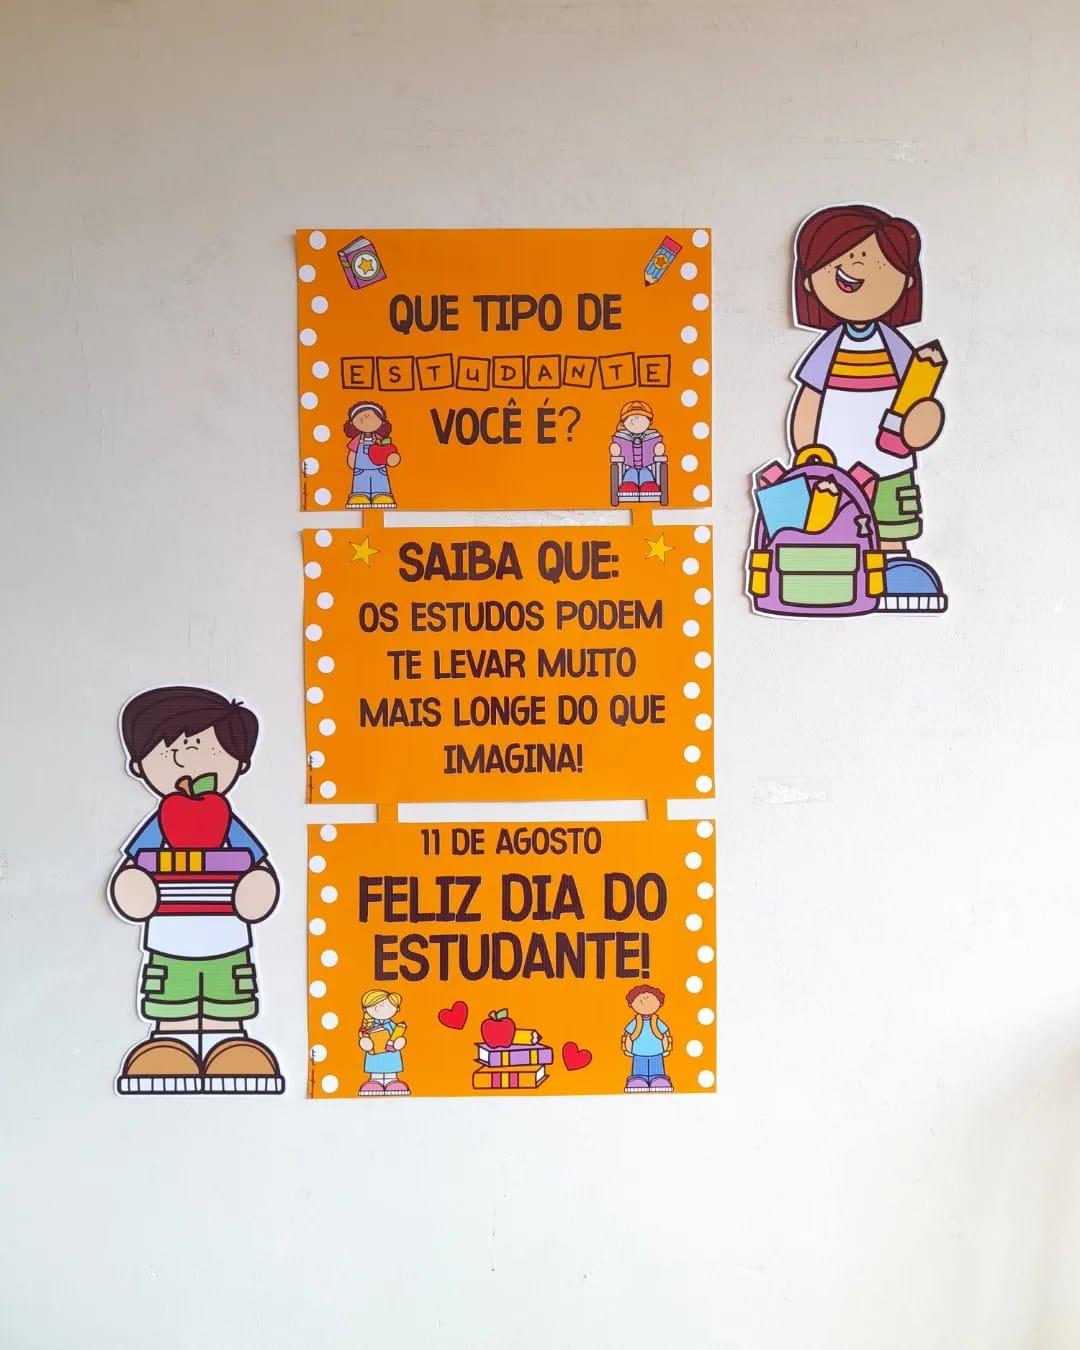 QUE TIPO DE
ESTUDANTE
VOCÊ É?
SAIBA QUE:
OS ESTUDOS PODEM
TE LEVAR MUITO
MAIS LONGE DO QUE
IMAGINA!
11 DE AGOSTO
FELIZ DIA DO
ESTUDANTE!